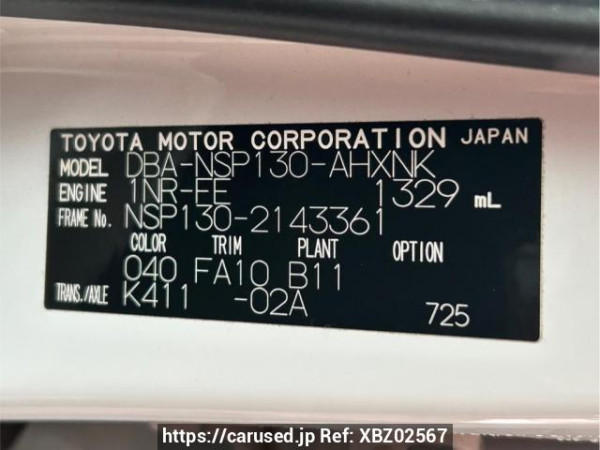 TOYOTA MOTOR CORPORATION JAPAN
MODEL DBA-NSP130-AHXNK
ENGINE 1NR-FE 1329 mL
FRAME No. NSP130-2143361
COLOR TRIM PLANT OPTION
040 FA10 B11
TRANS./AXLE K411 -02A 725
https://carused.jp Ref: XBZ02567